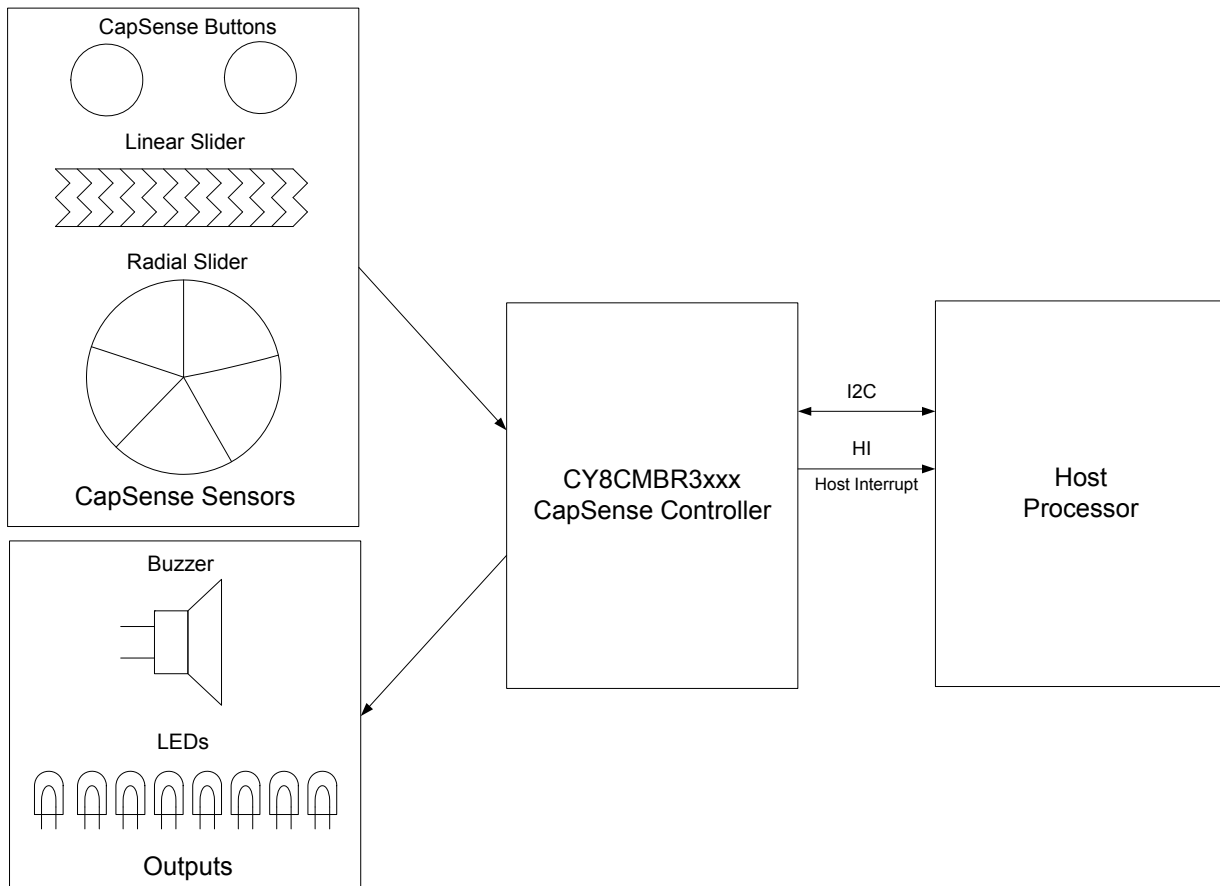 CapSense Buttons
Linear Slider
Radial Slider
CapSense Sensors
Buzzer
LEDs
Outputs
CY8CMBR3xxx
CapSense Controller
I2C
HI
Host Interrupt
Host
Processor